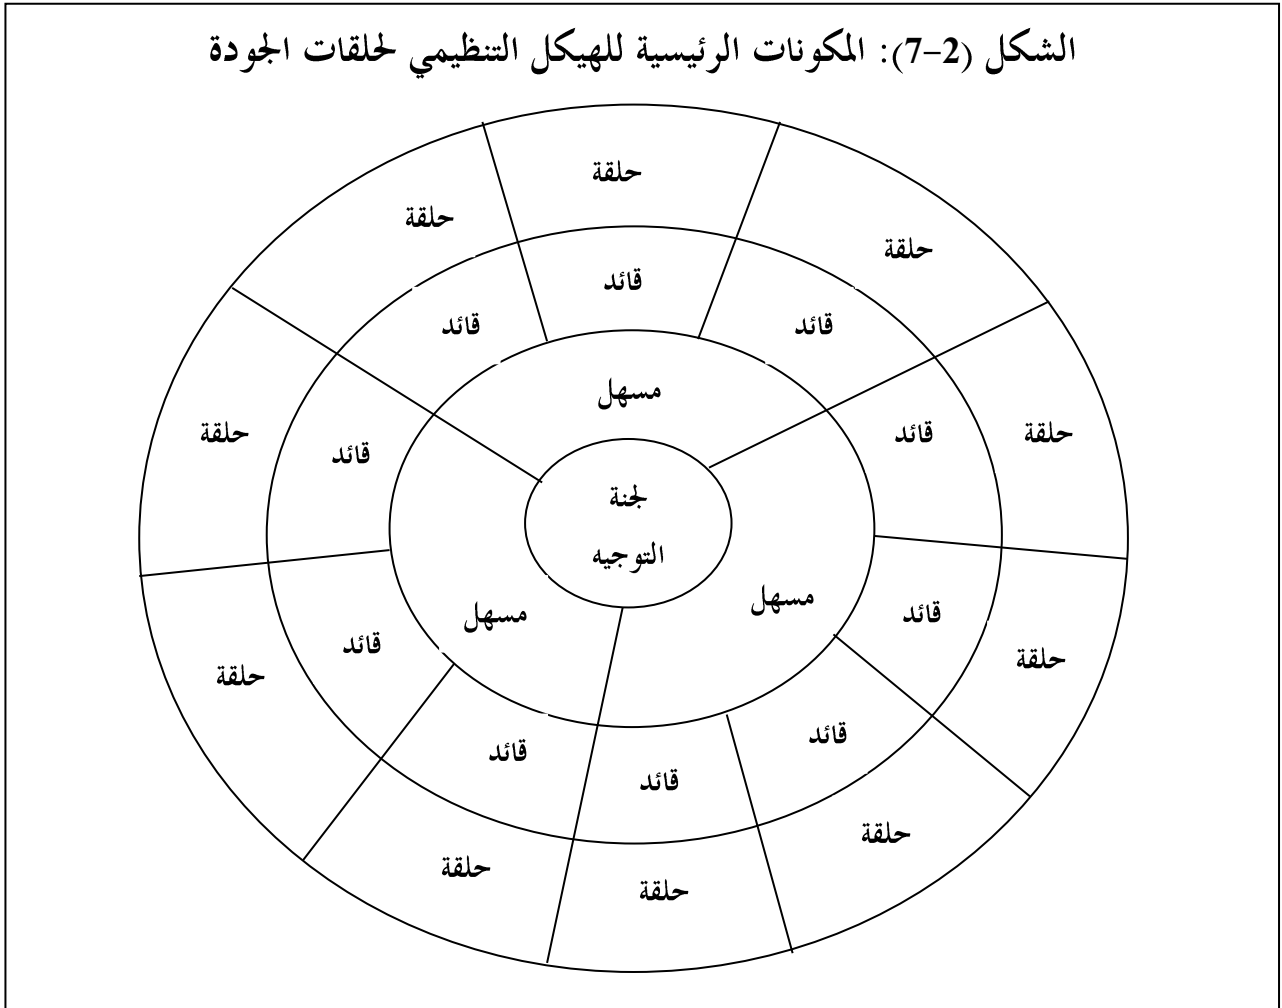 الشكل (2-7): المكونات الرئيسية للهيكل التنظيمي لحلقات الجودة
حلقة
حلقة
حلقة
قائد
قائد
قائد
مسهل
حلقة
قائد
قائد
حلقة
لجنة
التوجيه
مسهل
مسهل
قائد
قائد
حلقة
حلقة
قائد
قائد
قائد
حلقة
حلقة
حلقة